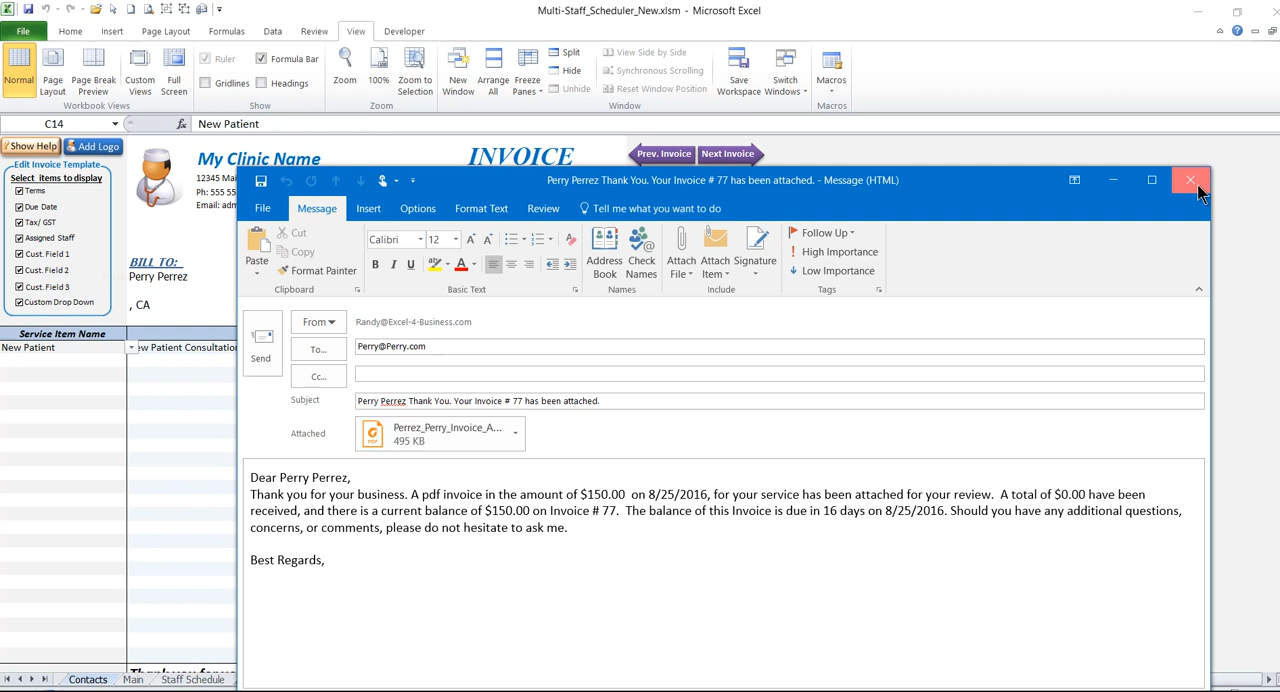 Multi-Staff_Scheduler_New.xlsm - Microsoft Excel
File Home Insert Page Layout Formulas Data Review View Developer
Normal Page Layout Page Break Preview Custom Views Full Screen
Workbook Views
Ruler Formula Bar
Gridlines Headings
Show
Zoom 100% Zoom to Selection
Zoom
New Window Arrange All Freeze Panes
Split
Hide
Unhide
View Side by Side
Synchronous Scrolling
Reset Window Position
Window
Save Workspace Switch Windows
Macros
Macros
C14 fx New Patient
Show Help Add Logo
Edit Invoice Template
Select items to display
Terms
Due Date
Tax/ GST
Assigned Staff
Cust. Field 1
Cust. Field 2
Cust. Field 3
Custom Drop Down
My Clinic Name
INVOICE
Prev. Invoice Next Invoice
12345 Mai
Ph: 555 55
Email: adm
BILL TO:
Perry Perrez
, CA
Service Item Name
New Patient
ew Patient Consultation
Perry Perrez Thank You. Your Invoice # 77 has been attached. - Message (HTML)
File Message Insert Options Format Text Review Tell me what you want to do
Paste
Cut
Copy
Format Painter
Clipboard
Calibri 12
B I U
Basic Text
Address Book Check Names
Names
Attach File Attach Item Signature
Include
Follow Up
High Importance
Low Importance
Tags
Send
From Randy@Excel-4-Business.com
To... Perry@Perry.com
Cc...
Subject Perry Perrez Thank You. Your Invoice # 77 has been attached.
Attached Perrez_Perry_Invoice_A...
495 KB
PDF
Dear Perry Perrez,
Thank you for your business. A pdf invoice in the amount of $150.00 on 8/25/2016, for your service has been attached for your review. A total of $0.00 have been
received, and there is a current balance of $150.00 on Invoice # 77. The balance of this Invoice is due in 16 days on 8/25/2016. Should you have any additional questions,
concerns, or comments, please do not hesitate to ask me.
Best Regards,
Contacts Main Staff Schedule